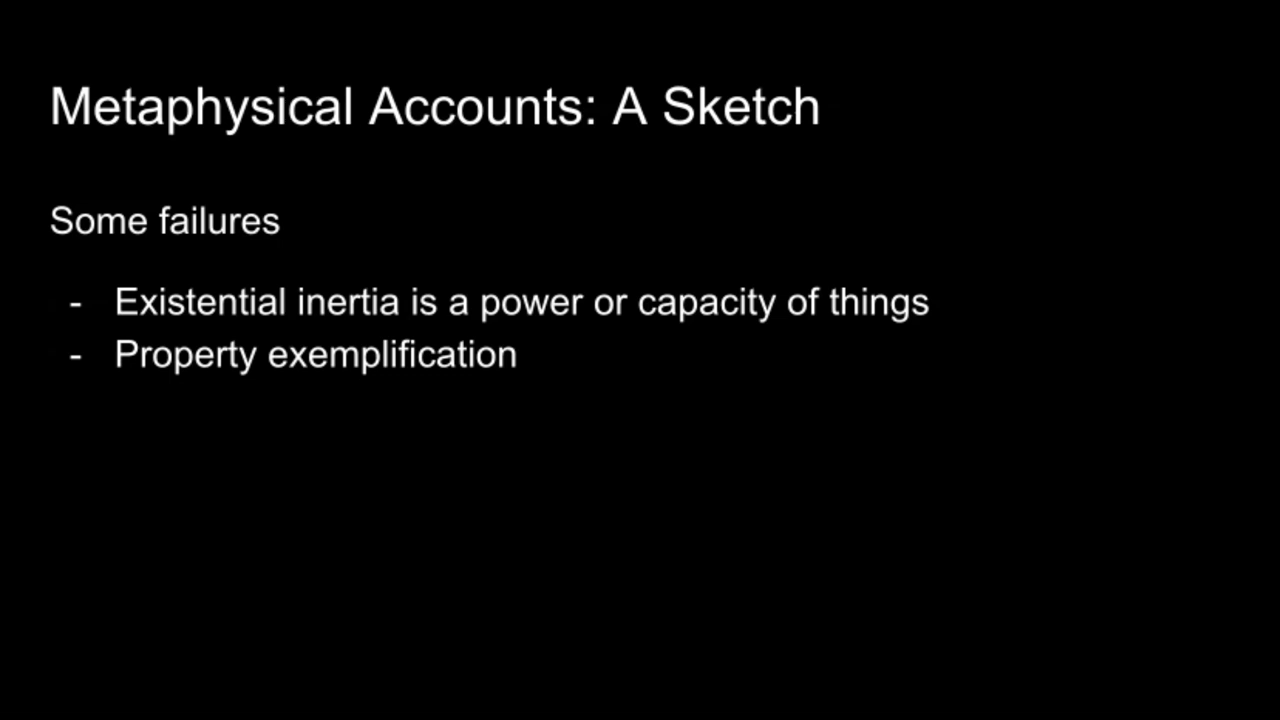 Metaphysical Accounts: A Sketch
Some failures
- Existential inertia is a power or capacity of things
- Property exemplification